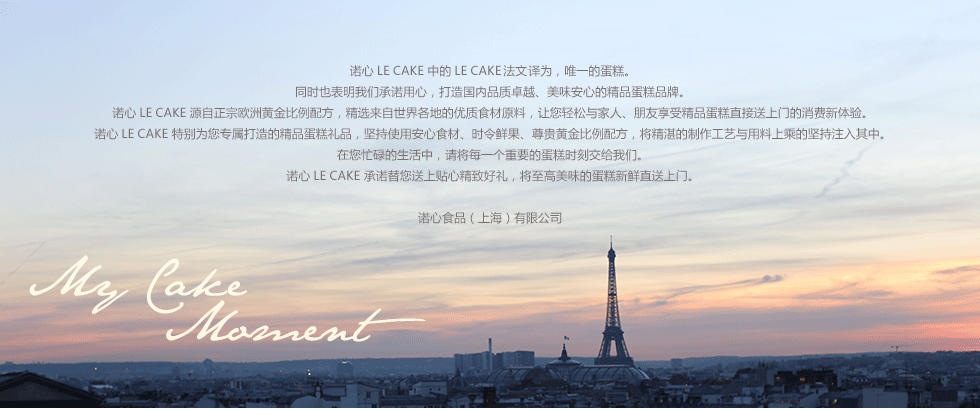 诺心 LE CAKE 中的 LE CAKE法文译为，唯一的蛋糕。
同时也表明我们承诺用心，打造国内品质卓越、美味安心的精品蛋糕品牌。
诺心 LE CAKE 源自正宗欧洲黄金比例配方，精选来自世界各地的优质食材原料，让您轻松与家人、朋友享受精品蛋糕直接送上门的消费新体验。
诺心 LE CAKE 特别为您专属打造的精品蛋糕礼品，坚持使用安心食材、时令鲜果、尊贵黄金比例配方，将精湛的制作工艺与用料上乘的坚持注入其中。
在您忙碌的生活中，请将每一个重要的蛋糕时刻交给我们。
诺心 LE CAKE 承诺替您送上贴心精致好礼，将至高美味的蛋糕新鲜直送上门。
诺心食品（上海）有限公司
My Cake
Moment